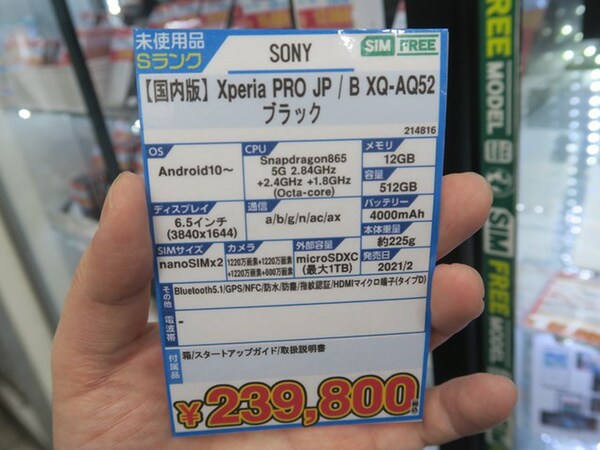 未使用品
Sランク
SONY
SIM FREE
【国内版】Xperia PRO JP / B XQ-AQ52
ブラック
214816
OS
Android10～
CPU
Snapdragon865
5G 2.84GHz
+2.4GHz +1.8GHz
(Octa-core)
メモリ
12GB
容量
512GB
ディスプレイ
6.5インチ
(3840x1644)
通信
a/b/g/n/ac/ax
バッテリー
4000mAh
本体重量
約225g
SIMサイズ
nanoSIMx2
カメラ
1220万画素+1220万画素
+1220万画素+800万画素
外部容量
microSDXC
(最大1TB)
発売日
2021/2
その他
Bluetooth5.1/GPS/NFC/防水/防塵/指紋認証/HDMIマイクロ端子(タイプD)
電波帯
-
付属品
箱/スタートアップガイド/取扱説明書
¥239,800
税込
FREE
MODEL
SIM
FREE
MODEL